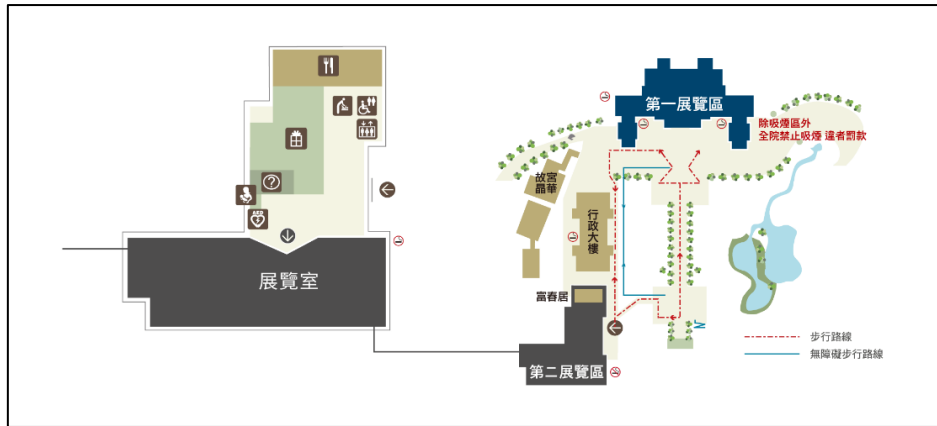 第一展覽區
除吸煙區外
全院禁止吸煙 違者罰款
故宮
晶華
行政大樓
AED
展覽室
富春居
第二展覽區
步行路線
無障礙步行路線